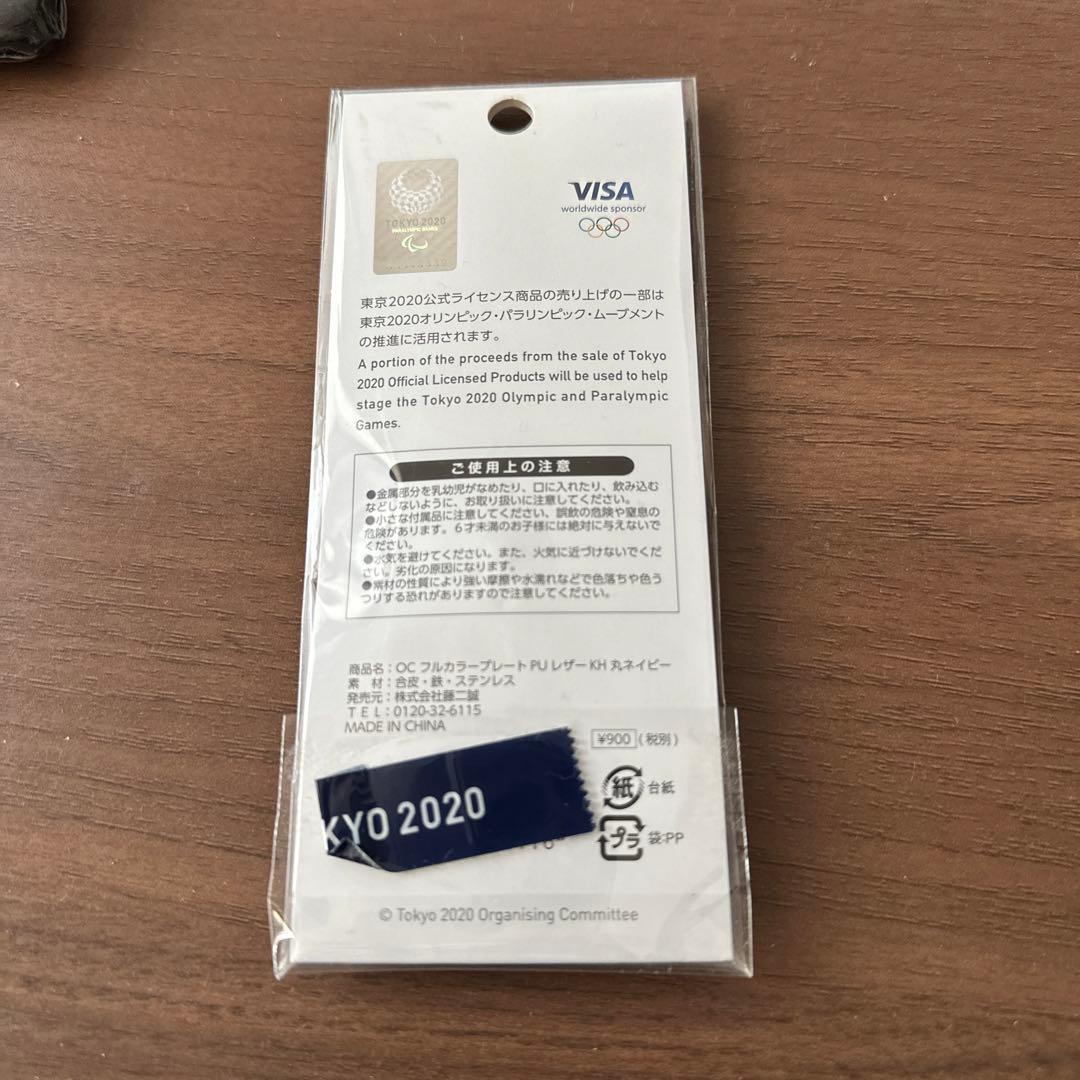 TOKYO 2020
PARALYMPIC GAMES
VISA
worldwide sponsor
東京2020公式ライセンス商品の売り上げの一部は
東京2020オリンピック・パラリンピック・ムーブメント
の推進に活用されます。
A portion of the proceeds from the sale of Tokyo
2020 Official Licensed Products will be used to help
stage the Tokyo 2020 Olympic and Paralympic
Games.
ご使用上の注意
●金属部分を乳幼児がなめたり、口に入れたり、飲み込む
などしないように、お取り扱いに注意してください。
●小さな付属品に注意してください、誤飲の危険や窒息の
危険があります。6才未満のお子様には絶対に与えないで
ください。
●水気を避けてください。また、火気に近づけないでくだ
さい。劣化の原因になります。
●素材の性質により強い摩擦や水濡れなどで色落ちや色う
つりする恐れがありますので注意してください。
商品名：OC フルカラープレート PU レザー KH 丸ネイビー
素　材：合皮・鉄・ステンレス
発売元：株式会社藤二誠
TEL：0120-32-6115
MADE IN CHINA
¥900 (税別)
紙 台紙
KYO 2020
プラ 袋:PP
© Tokyo 2020 Organising Committee